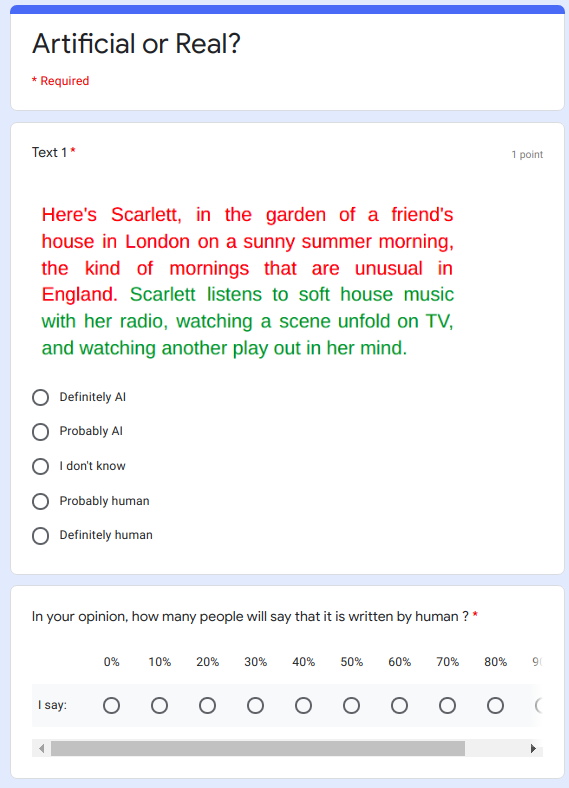 Artificial or Real?
* Required
Text 1 *
1 point
Here's Scarlett, in the garden of a friend's
house in London on a sunny summer morning,
the kind of mornings that are unusual in
England. Scarlett listens to soft house music
with her radio, watching a scene unfold on TV,
and watching another play out in her mind.
Definitely AI
Probably AI
I don't know
Probably human
Definitely human
In your opinion, how many people will say that it is written by human ? *
0% 10% 20% 30% 40% 50% 60% 70% 80%
I say: